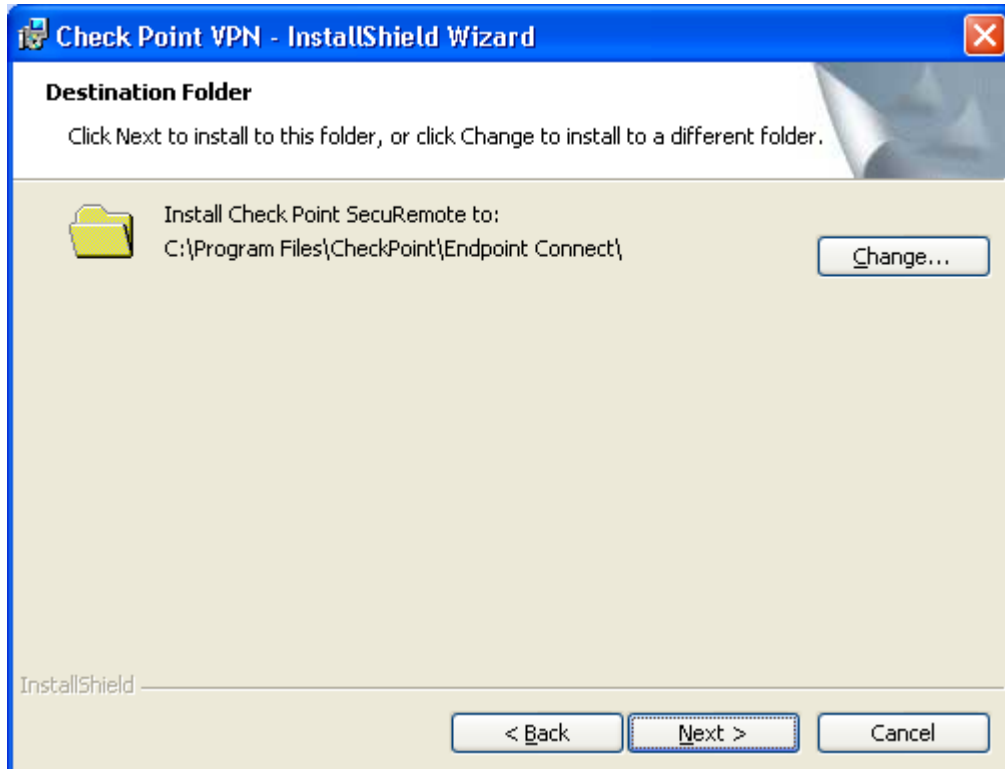 Check Point VPN - InstallShield Wizard
Destination Folder
Click Next to install to this folder, or click Change to install to a different folder.
Install Check Point SecuRemote to:
C:\Program Files\CheckPoint\Endpoint Connect\
Change...
InstallShield
< Back
Next >
Cancel